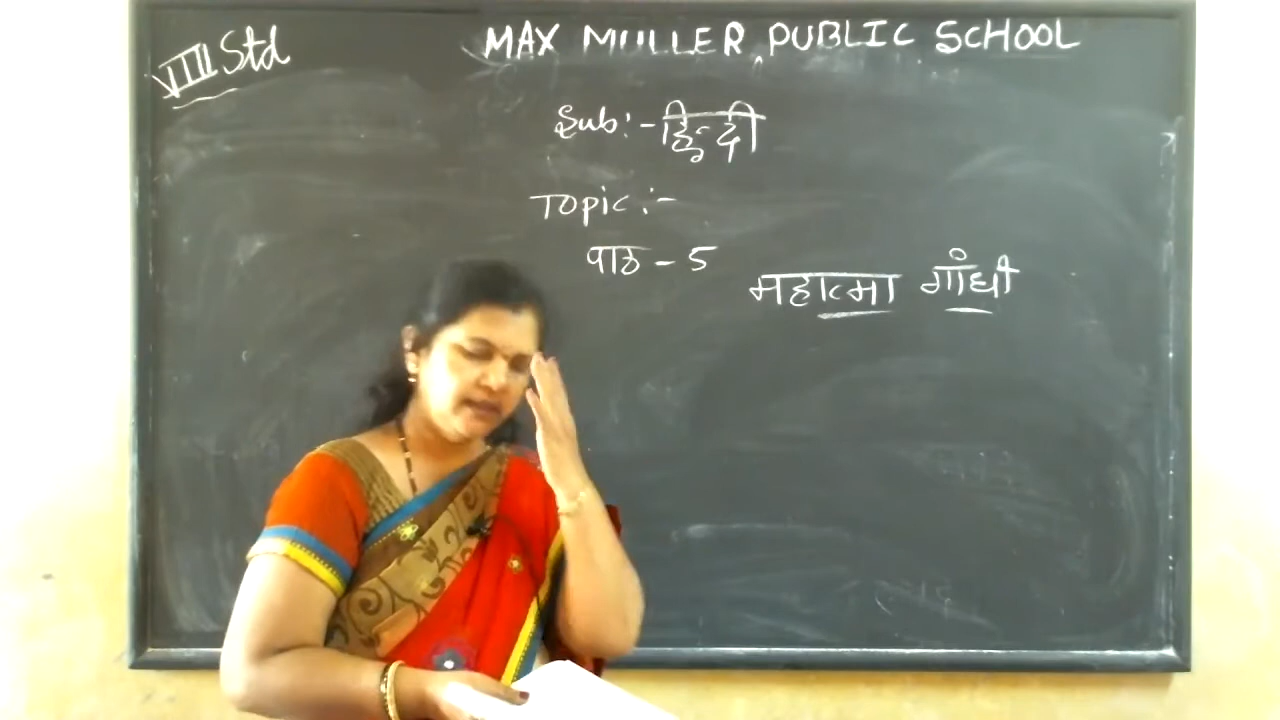 VIII Std
MAX MULLER PUBLIC SCHOOL
Sub:- हिन्दी
Topic :-
पाठ - 5
महात्मा गांधी